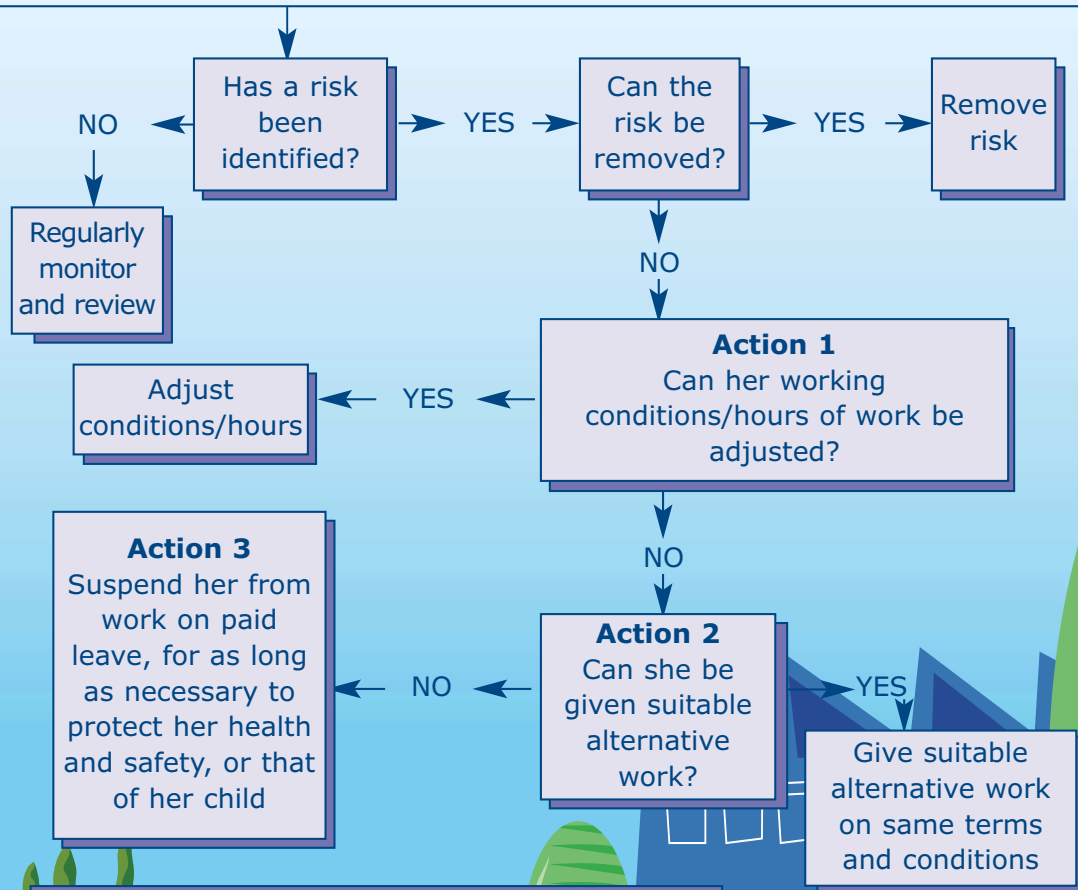 Has a risk
been
identified?
NO
YES
Can the
risk be
removed?
YES
Remove
risk
Regularly
monitor
and review
NO
Action 1
Can her working
conditions/hours of work be
adjusted?
YES
Adjust
conditions/hours
NO
Action 2
Can she be
given suitable
alternative
work?
NO
Action 3
Suspend her from
work on paid
leave, for as long
as necessary to
protect her health
and safety, or that
of her child
YES
Give suitable
alternative work
on same terms
and conditions